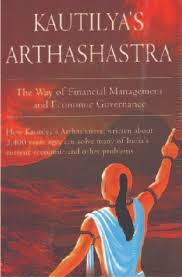 KAUTILYA'S
ARTHASHASTRA
The Way of Financial Management
and Economic Governance
How Kautilya's Arthashastra, written about
2,400 years ago, can solve many of India's
current economic and other problems